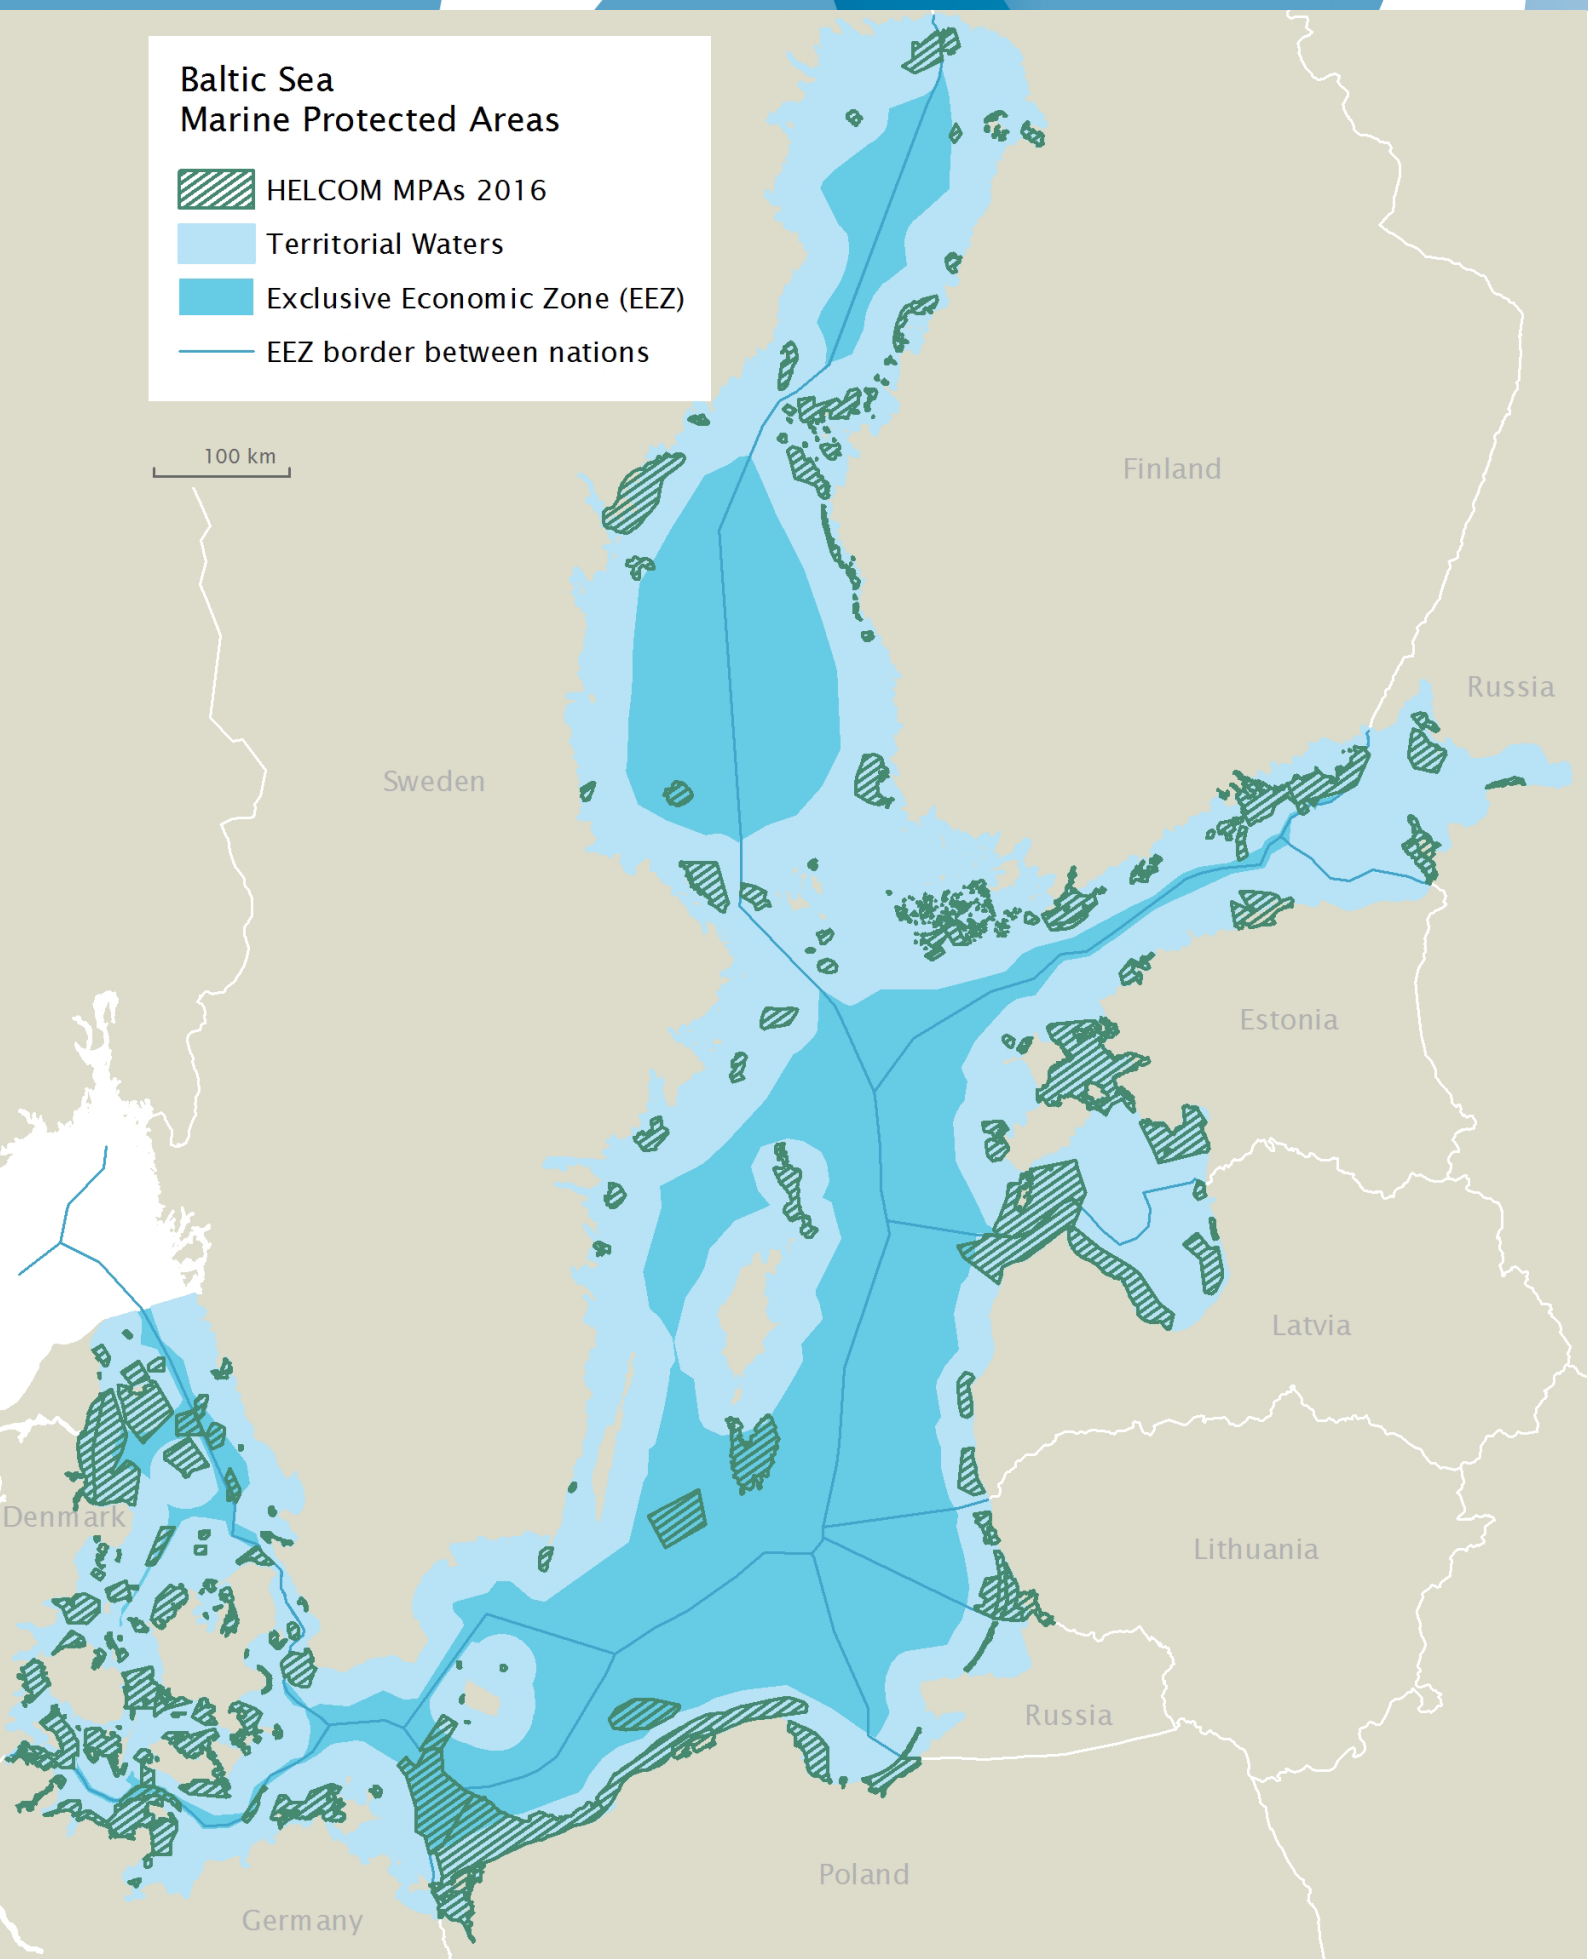 Baltic Sea
Marine Protected Areas
HELCOM MPAs 2016
Territorial Waters
Exclusive Economic Zone (EEZ)
EEZ border between nations
100 km
Finland
Russia
Sweden
Estonia
Latvia
Denmark
Lithuania
Russia
Poland
Germany